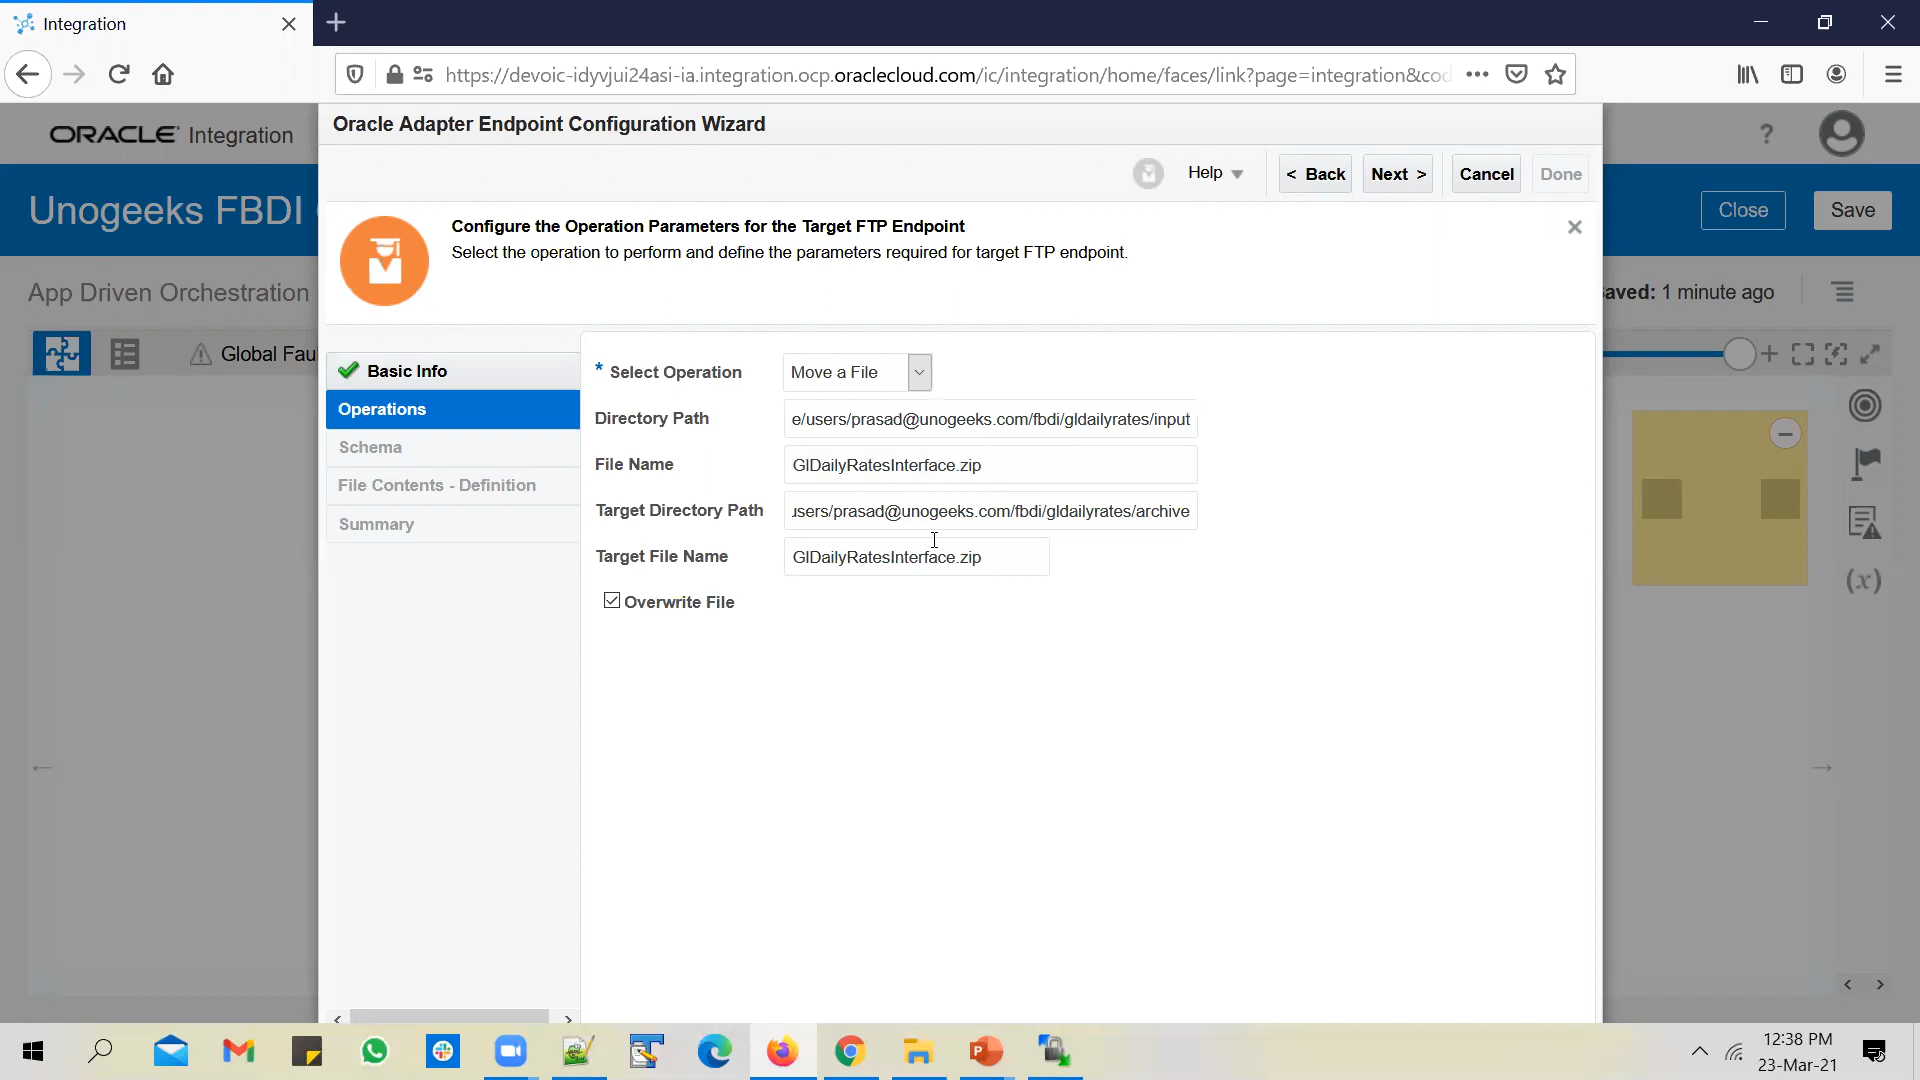 Integration
https://devoic-idyvjui24asi-ia.integration.ocp.oraclecloud.com/ic/integration/home/faces/link?page=integration&coc
ORACLE Integration
Oracle Adapter Endpoint Configuration Wizard
Help
< Back
Next >
Cancel
Done
Unogeeks FBDI
Close
Save
Configure the Operation Parameters for the Target FTP Endpoint
Select the operation to perform and define the parameters required for target FTP endpoint.
App Driven Orchestration
aved: 1 minute ago
Global Fau
Basic Info
Operations
Schema
File Contents - Definition
Summary
* Select Operation
Move a File
Directory Path
e/users/prasad@unogeeks.com/fbdi/gldailyrates/input
File Name
GlDailyRatesInterface.zip
Target Directory Path
users/prasad@unogeeks.com/fbdi/gldailyrates/archive
Target File Name
GlDailyRatesInterface.zip
Overwrite File
(x)
12:38 PM
23-Mar-21